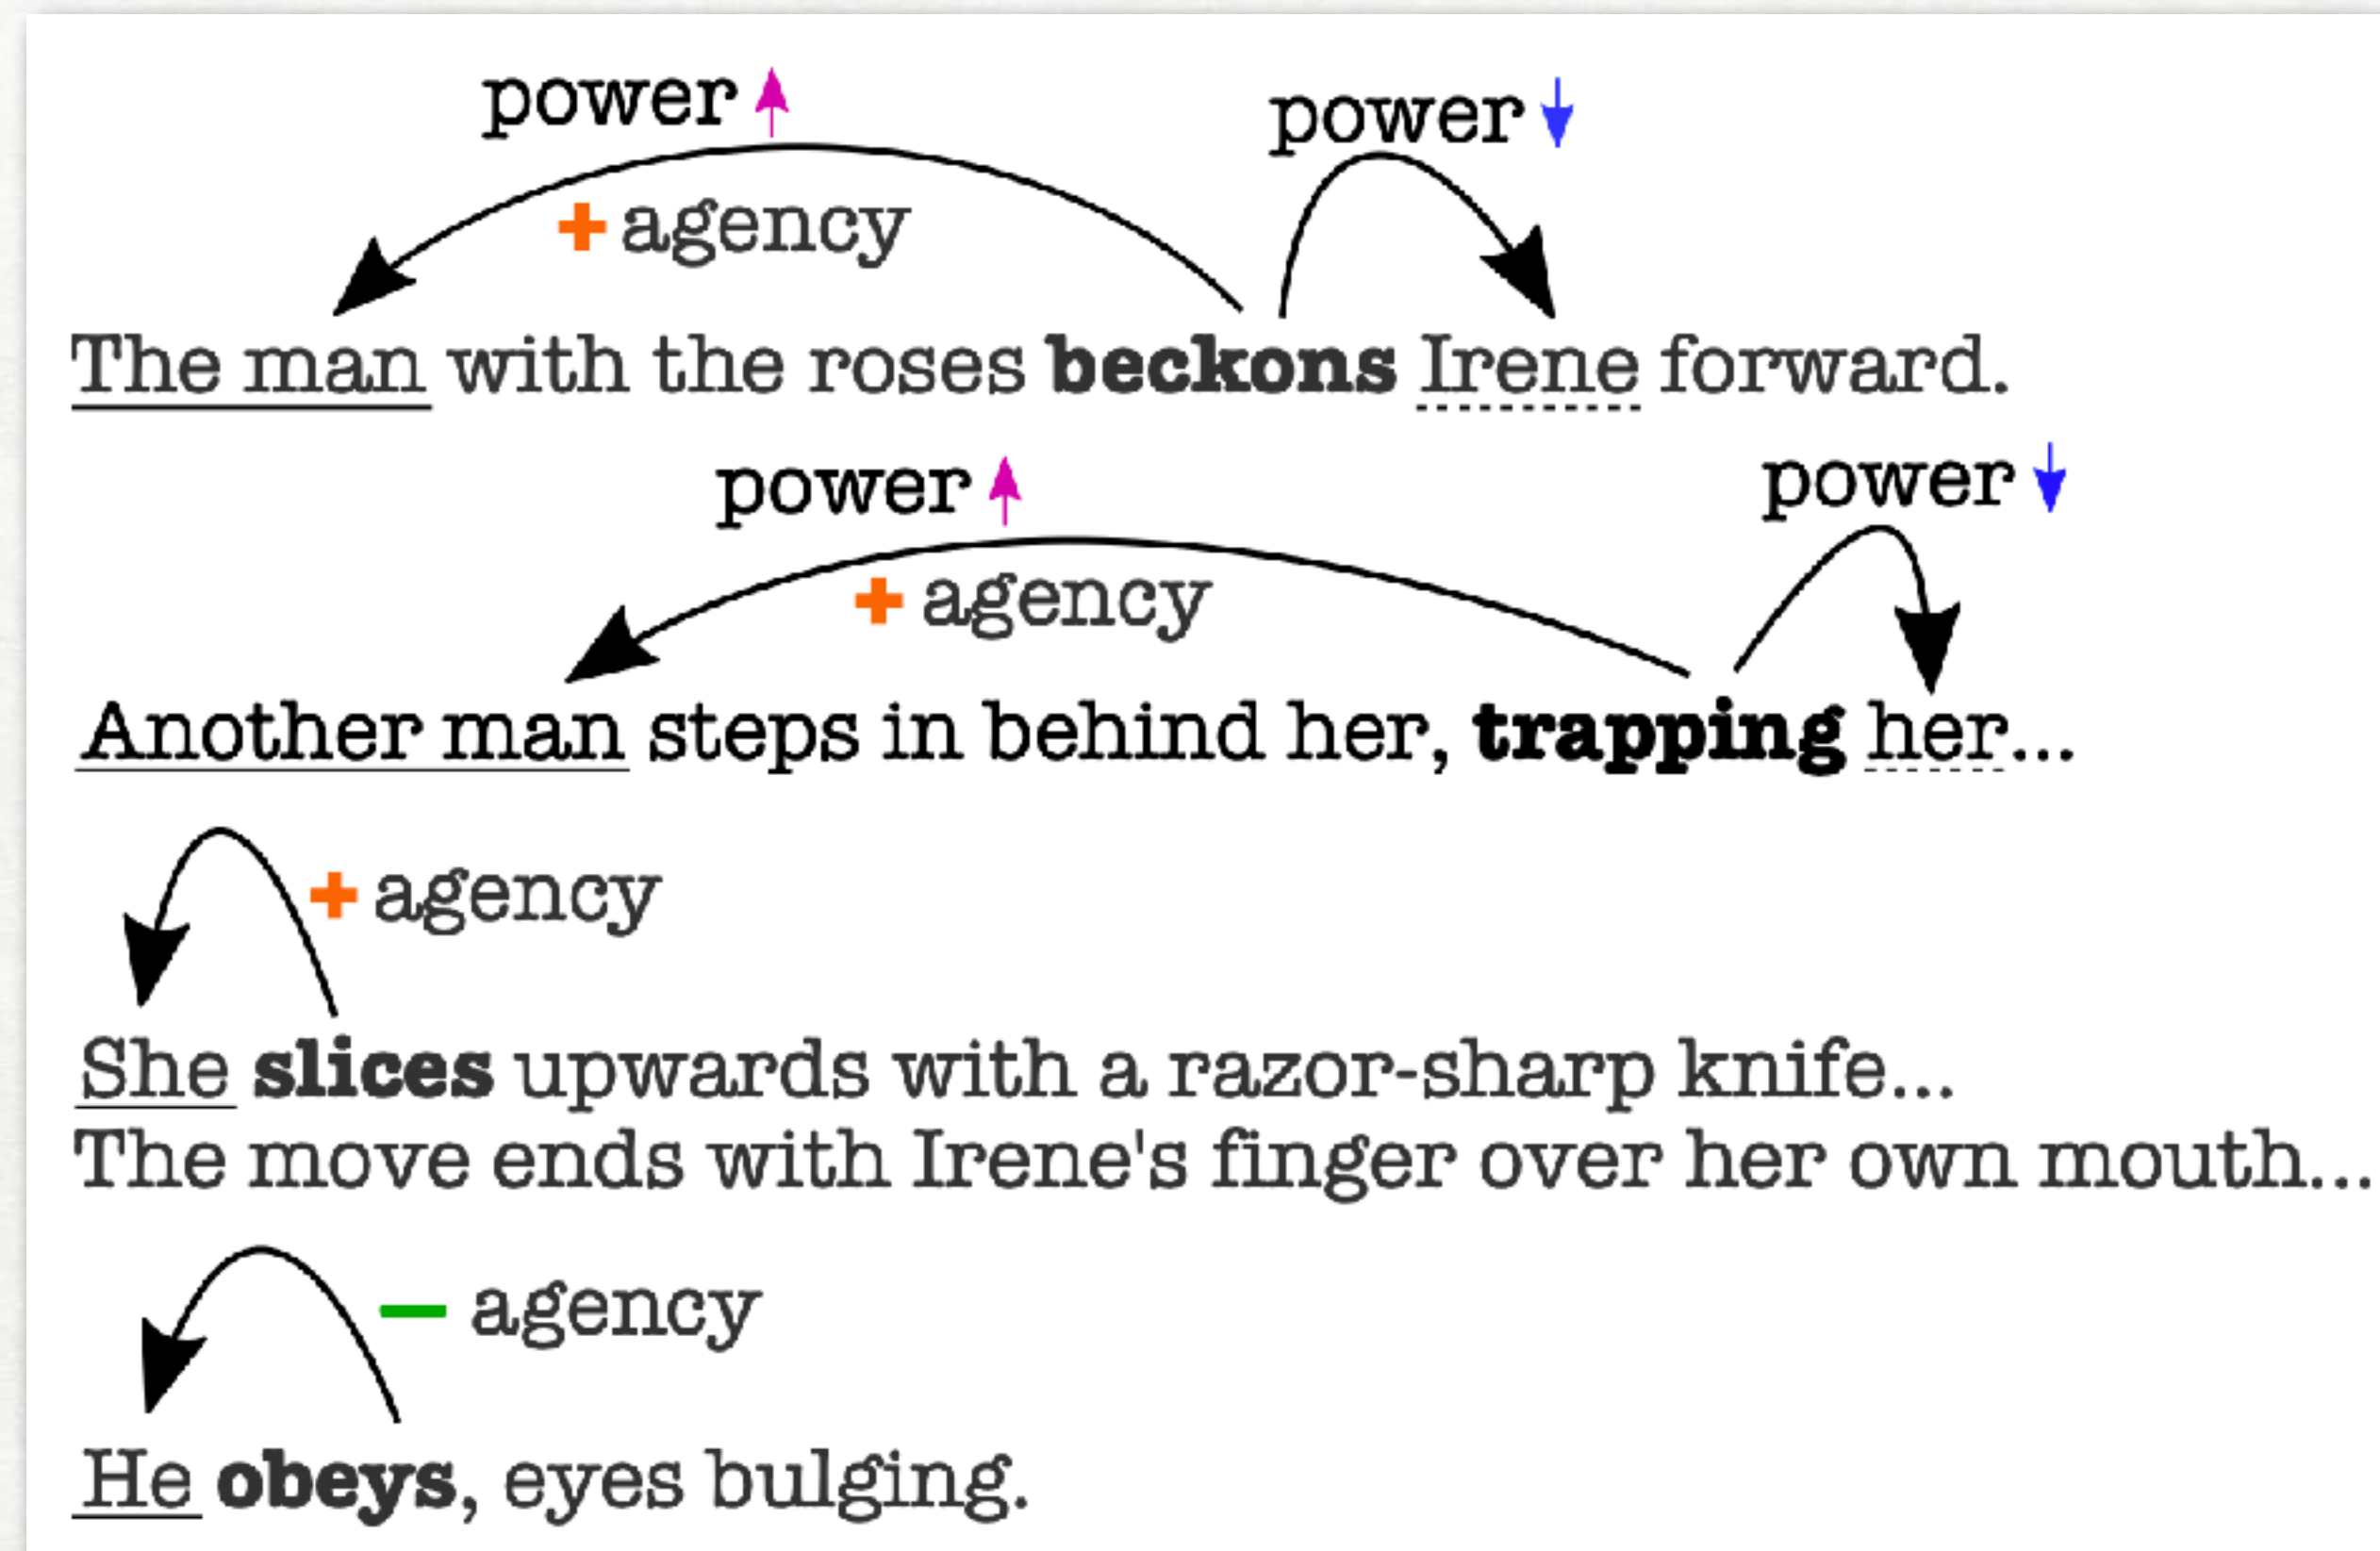 power power
+ agency
The man with the roses beckons Irene forward.
power power
+ agency
Another man steps in behind her, trapping her...
+ agency
She slices upwards with a razor-sharp knife...
The move ends with Irene's finger over her own mouth...
− agency
He obeys, eyes bulging.